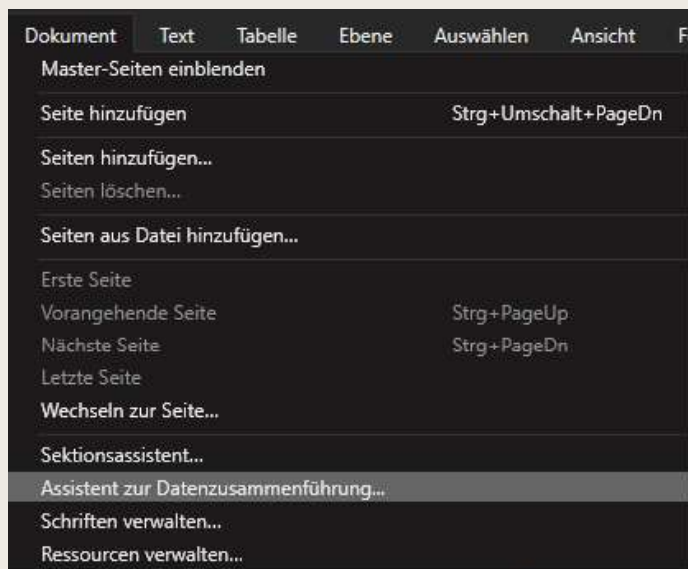 Dokument Text Tabelle Ebene Auswählen Ansicht F
Master-Seiten einblenden
Seite hinzufügen Strg+Umschalt+PageDn
Seiten hinzufügen...
Seiten löschen...
Seiten aus Datei hinzufügen...
Erste Seite
Vorangehende Seite Strg+PageUp
Nächste Seite Strg+PageDn
Letzte Seite
Wechseln zur Seite...
Sektionsassistent...
Assistent zur Datenzusammenführung...
Schriften verwalten...
Ressourcen verwalten...